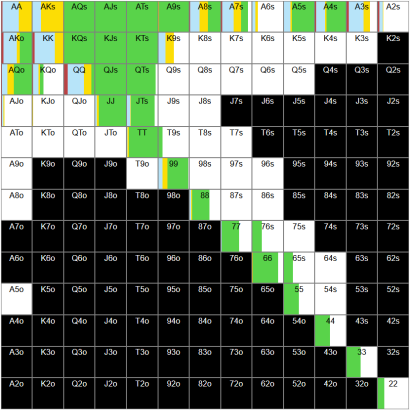 AA AKs AQs AJs ATs A9s A8s A7s A6s A5s A4s A3s A2s
AKo KK KQs KJs KTs K9s K8s K7s K6s K5s K4s K3s K2s
AQo KQo QQ QJs QTs Q9s Q8s Q7s Q6s Q5s Q4s Q3s Q2s
AJo KJo QJo JJ JTs J9s J8s J7s J6s J5s J4s J3s J2s
ATo KTo QTo JTo TT T9s T8s T7s T6s T5s T4s T3s T2s
A9o K9o Q9o J9o T9o 99 98s 97s 96s 95s 94s 93s 92s
A8o K8o Q8o J8o T8o 98o 88 87s 86s 85s 84s 83s 82s
A7o K7o Q7o J7o T7o 97o 87o 77 76s 75s 74s 73s 72s
A6o K6o Q6o J6o T6o 96o 86o 76o 66 65s 64s 63s 62s
A5o K5o Q5o J5o T5o 95o 85o 75o 65o 55 54s 53s 52s
A4o K4o Q4o J4o T4o 94o 84o 74o 64o 54o 44 43s 42s
A3o K3o Q3o J3o T3o 93o 83o 73o 63o 53o 43o 33 32s
A2o K2o Q2o J2o T2o 92o 82o 72o 62o 52o 42o 32o 22